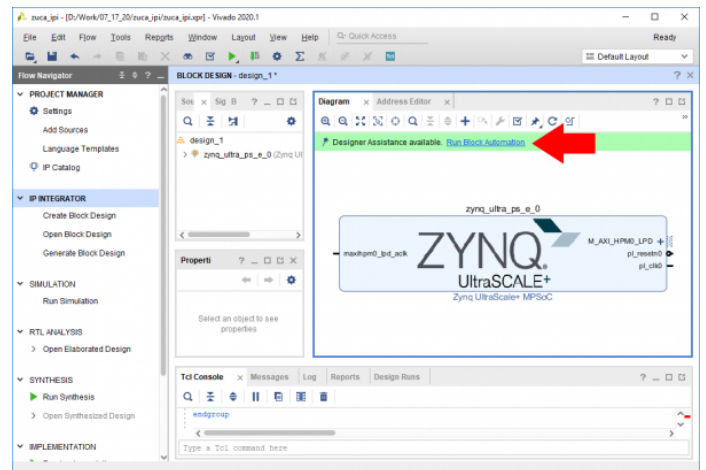 zuca_ipi - [D:/Work/07_17_20/zuca_ipi/zuca_ipi.xpr] - Vivado 2020.1
File Edit Flow Tools Reports Window Layout View Help Q- Quick Access Ready
Default Layout
Flow Navigator
PROJECT MANAGER
Settings
Add Sources
Language Templates
IP Catalog
IP INTEGRATOR
Create Block Design
Open Block Design
Generate Block Design
SIMULATION
Run Simulation
RTL ANALYSIS
Open Elaborated Design
SYNTHESIS
Run Synthesis
Open Synthesized Design
IMPLEMENTATION
BLOCK DESIGN - design_1 *
Sou Sig B
design_1
zynq_ultra_ps_e_0 (Zynq Ul
Properti
Select an object to see
properties
Diagram Address Editor
Designer Assistance available. Run Block Automation
zynq_ultra_ps_e_0
maxihpm0_lpd_aclk
ZYNQ
UltraSCALE+
M_AXI_HPM0_LPD
pl_resetn0
pl_clk0
Zynq UltraScale+ MPSoC
Tcl Console Messages Log Reports Design Runs
endgroup
Type a Tcl command here